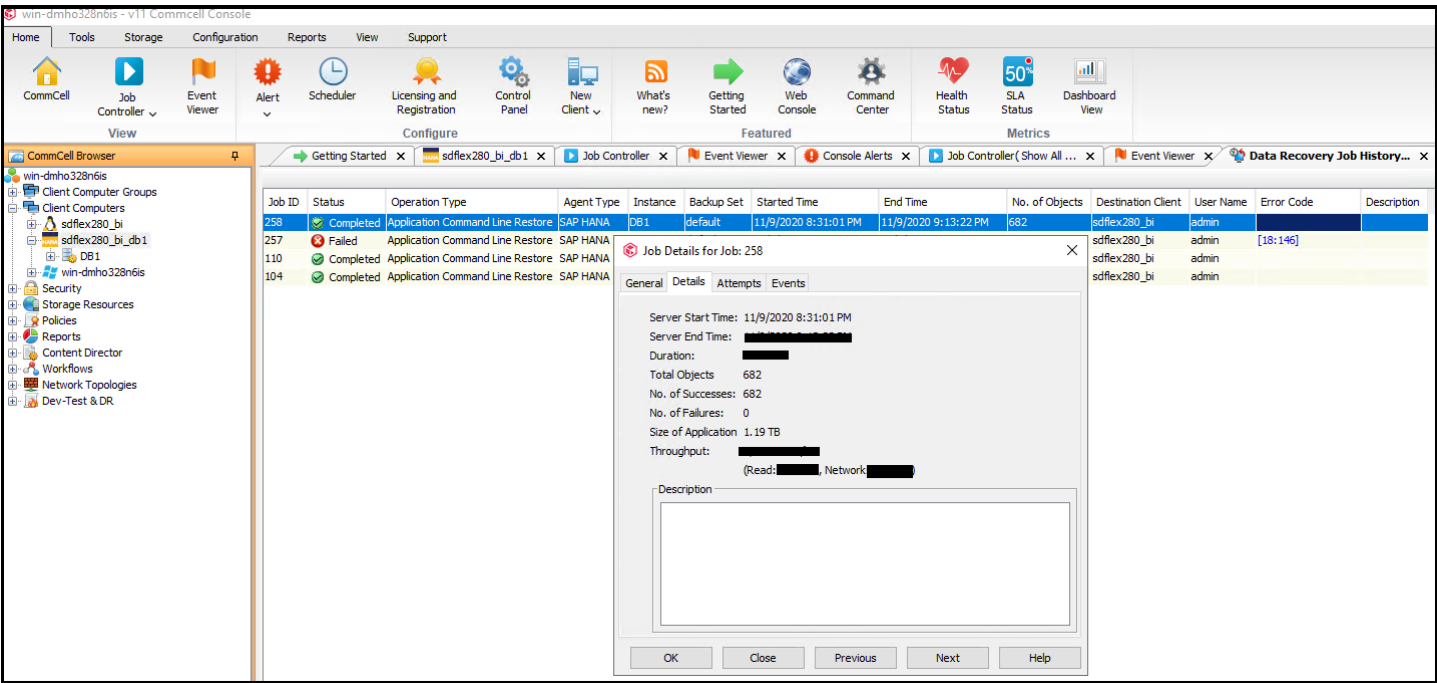 win-dmho328n6is - v11 Commcell Console
Home Tools Storage Configuration Reports View Support
CommCell Job Controller Event Viewer Alert Scheduler Licensing and Registration Control Panel New Client What's new? Getting Started Web Console Command Center Health Status 50% SLA Status Dashboard View
View Configure Featured Metrics
CommCell Browser
Getting Started sdflex280_bi_db1 Job Controller Event Viewer Console Alerts Job Controller( Show All ... Event Viewer Data Recovery Job History...
win-dmho328n6is
Client Computer Groups
Client Computers
sdflex280_bi
sdflex280_bi_db1
DB1
win-dmho328n6is
Security
Storage Resources
Policies
Reports
Content Director
Workflows
Network Topologies
Dev-Test & DR
Job ID Status Operation Type Agent Type Instance Backup Set Started Time End Time No. of Objects Destination Client User Name Error Code Description
258 Completed Application Command Line Restore SAP HANA DB1 default 11/9/2020 8:31:01 PM 11/9/2020 9:13:22 PM 682 sdflex280_bi admin
257 Failed Application Command Line Restore SAP HANA sdflex280_bi admin [18:146]
110 Completed Application Command Line Restore SAP HANA sdflex280_bi admin
104 Completed Application Command Line Restore SAP HANA sdflex280_bi admin
Job Details for Job: 258
General Details Attempts Events
Server Start Time: 11/9/2020 8:31:01 PM
Server End Time:
Duration:
Total Objects 682
No. of Successes: 682
No. of Failures: 0
Size of Application 1.19 TB
Throughput:
(Read: , Network )
Description
OK Close Previous Next Help